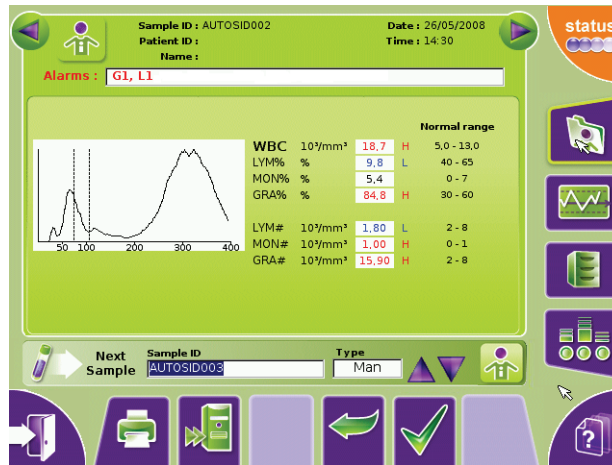 Sample ID : AUTOSID002 Date : 26/05/2008
Patient ID : Time : 14:30
Name :
status
Alarms : G1, L1
Normal range
WBC 10³/mm³ 18,7 H 5,0 - 13,0
LYM% % 9,8 L 40 - 65
MON% % 5,4 0 - 7
GRA% % 84,8 H 30 - 60
LYM# 10³/mm³ 1,80 L 2 - 8
MON# 10³/mm³ 1,00 H 0 - 1
GRA# 10³/mm³ 15,90 H 2 - 8
50 100 200 300 400
Next Sample ID Type
Sample AUTOSID003 Man
?